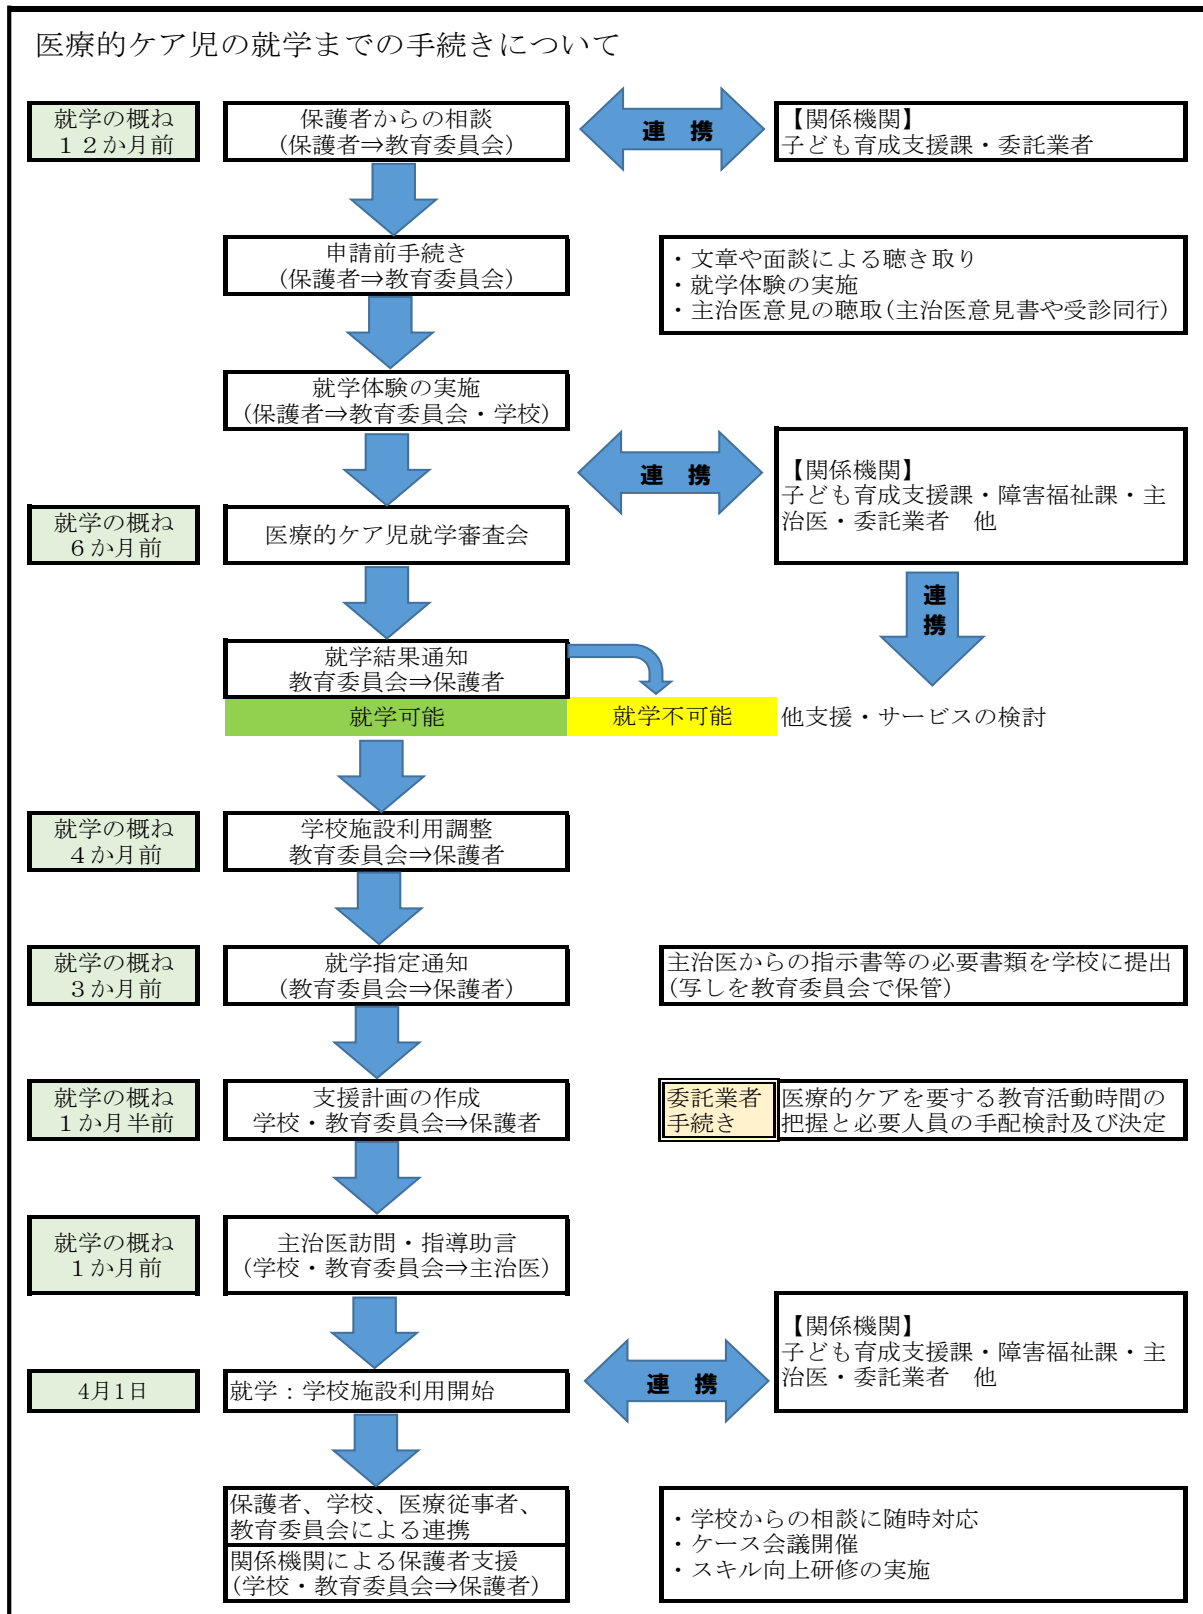 医療的ケア児の就学までの手続きについて
就学の概ね
１２か月前
保護者からの相談
(保護者⇒教育委員会)
連　携
【関係機関】
子ども育成支援課・委託業者
申請前手続き
(保護者⇒教育委員会)
・文章や面談による聴き取り
・就学体験の実施
・主治医意見の聴取(主治医意見書や受診同行)
就学体験の実施
(保護者⇒教育委員会・学校)
連　携
【関係機関】
子ども育成支援課・障害福祉課・主
治医・委託業者　他
就学の概ね
６か月前
医療的ケア児就学審査会
連
携
就学結果通知
教育委員会⇒保護者
就学可能
就学不可能
他支援・サービスの検討
就学の概ね
４か月前
学校施設利用調整
教育委員会⇒保護者
就学の概ね
３か月前
就学指定通知
(教育委員会⇒保護者)
主治医からの指示書等の必要書類を学校に提出
(写しを教育委員会で保管)
就学の概ね
１か月半前
支援計画の作成
学校・教育委員会⇒保護者
委託業者
手続き
医療的ケアを要する教育活動時間の
把握と必要人員の手配検討及び決定
就学の概ね
１か月前
主治医訪問・指導助言
(学校・教育委員会⇒主治医)
【関係機関】
子ども育成支援課・障害福祉課・主
治医・委託業者　他
4月1日
就学：学校施設利用開始
連　携
保護者、学校、医療従事者、
教育委員会による連携
関係機関による保護者支援
(学校・教育委員会⇒保護者)
・学校からの相談に随時対応
・ケース会議開催
・スキル向上研修の実施